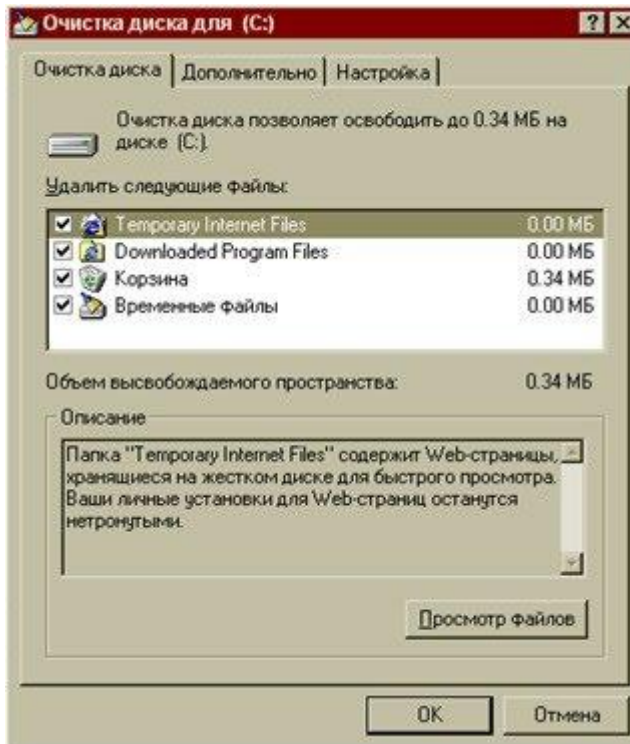 Очистка диска для (C:)
Очистка диска Дополнительно Настройка
Очистка диска позволяет освободить до 0.34 МБ на
диске (C:).
Удалить следующие файлы:
Temporary Internet Files 0.00 МБ
Downloaded Program Files 0.00 МБ
Корзина 0.34 МБ
Временные файлы 0.00 МБ
Объем высвобождаемого пространства: 0.34 МБ
Описание
Папка "Temporary Internet Files" содержит Web-страницы,
хранящиеся на жестком диске для быстрого просмотра.
Ваши личные установки для Web-страниц останутся
нетронутыми.
Просмотр файлов
OK Отмена